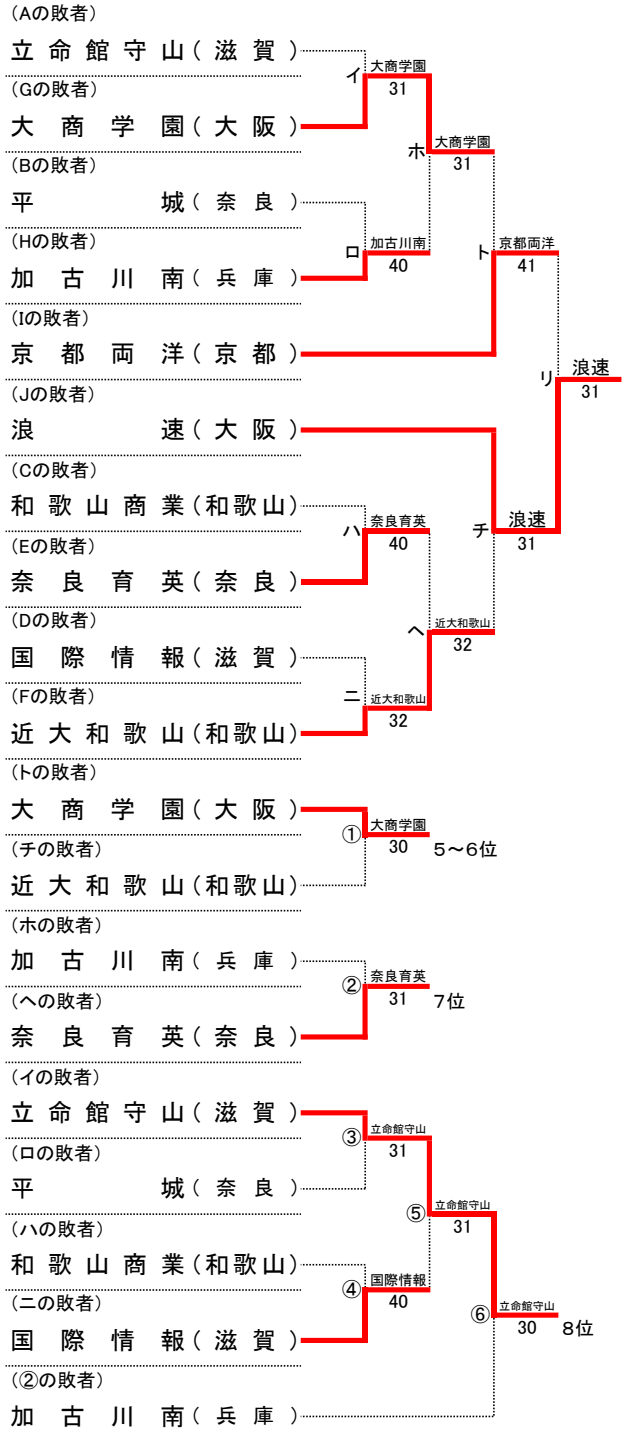 (Aの敗者)
立命館守山(滋賀)
イ 大商学園
31
(Gの敗者)
大商学園(大阪)
ホ 大商学園
31
(Bの敗者)
平城(奈良)
(Hの敗者)
ロ 加古川南
40
ト 京都両洋
41
加古川南(兵庫)
(Iの敗者)
京都両洋(京都)
リ 浪速
31
(Jの敗者)
浪速(大阪)
(Cの敗者)
和歌山商業(和歌山)
ハ 奈良育英
40
チ 浪速
31
(Eの敗者)
奈良育英(奈良)
(Dの敗者)
ヘ 近大和歌山
32
国際情報(滋賀)
(Fの敗者)
ニ 近大和歌山
32
近大和歌山(和歌山)
(トの敗者)
大商学園(大阪)
① 大商学園
30 5~6位
(チの敗者)
近大和歌山(和歌山)
(ホの敗者)
加古川南(兵庫)
② 奈良育英
31 7位
(ヘの敗者)
奈良育英(奈良)
(イの敗者)
立命館守山(滋賀)
③ 立命館守山
31
(ロの敗者)
平城(奈良)
⑤ 立命館守山
31
(ハの敗者)
和歌山商業(和歌山)
④ 国際情報
40
(ニの敗者)
⑥ 立命館守山
30 8位
国際情報(滋賀)
(②の敗者)
加古川南(兵庫)